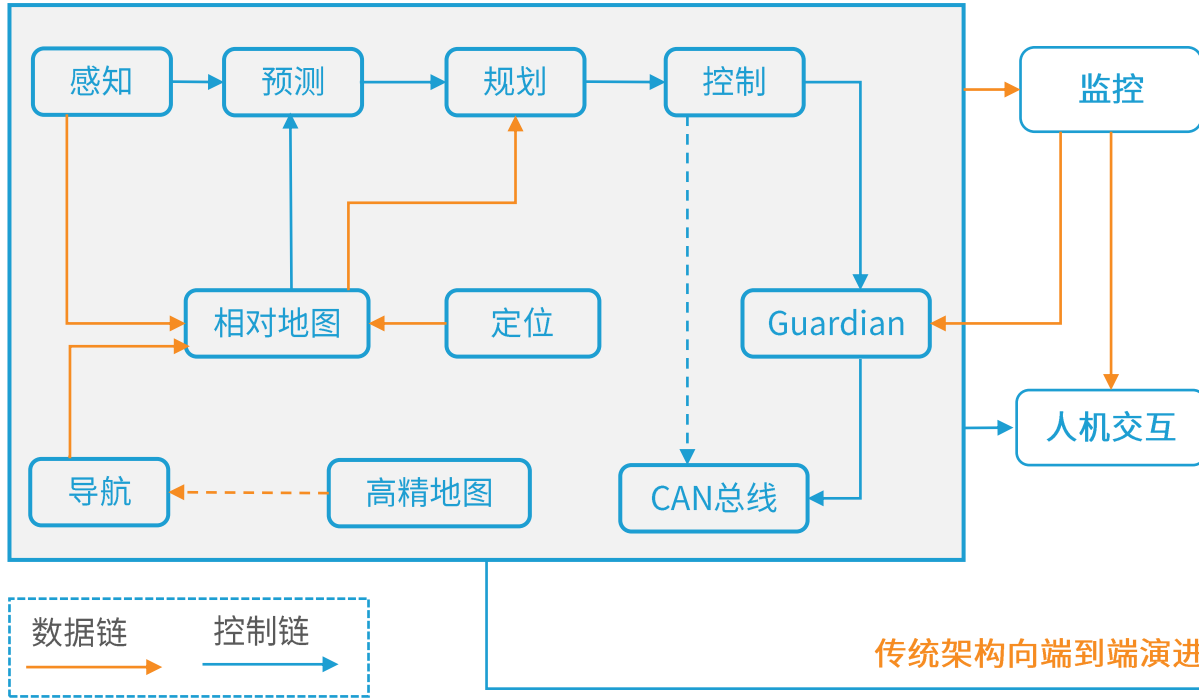 感知
预测
规划
控制
监控
相对地图
定位
Guardian
人机交互
导航
高精地图
CAN总线
数据链
控制链
传统架构向端到端演进